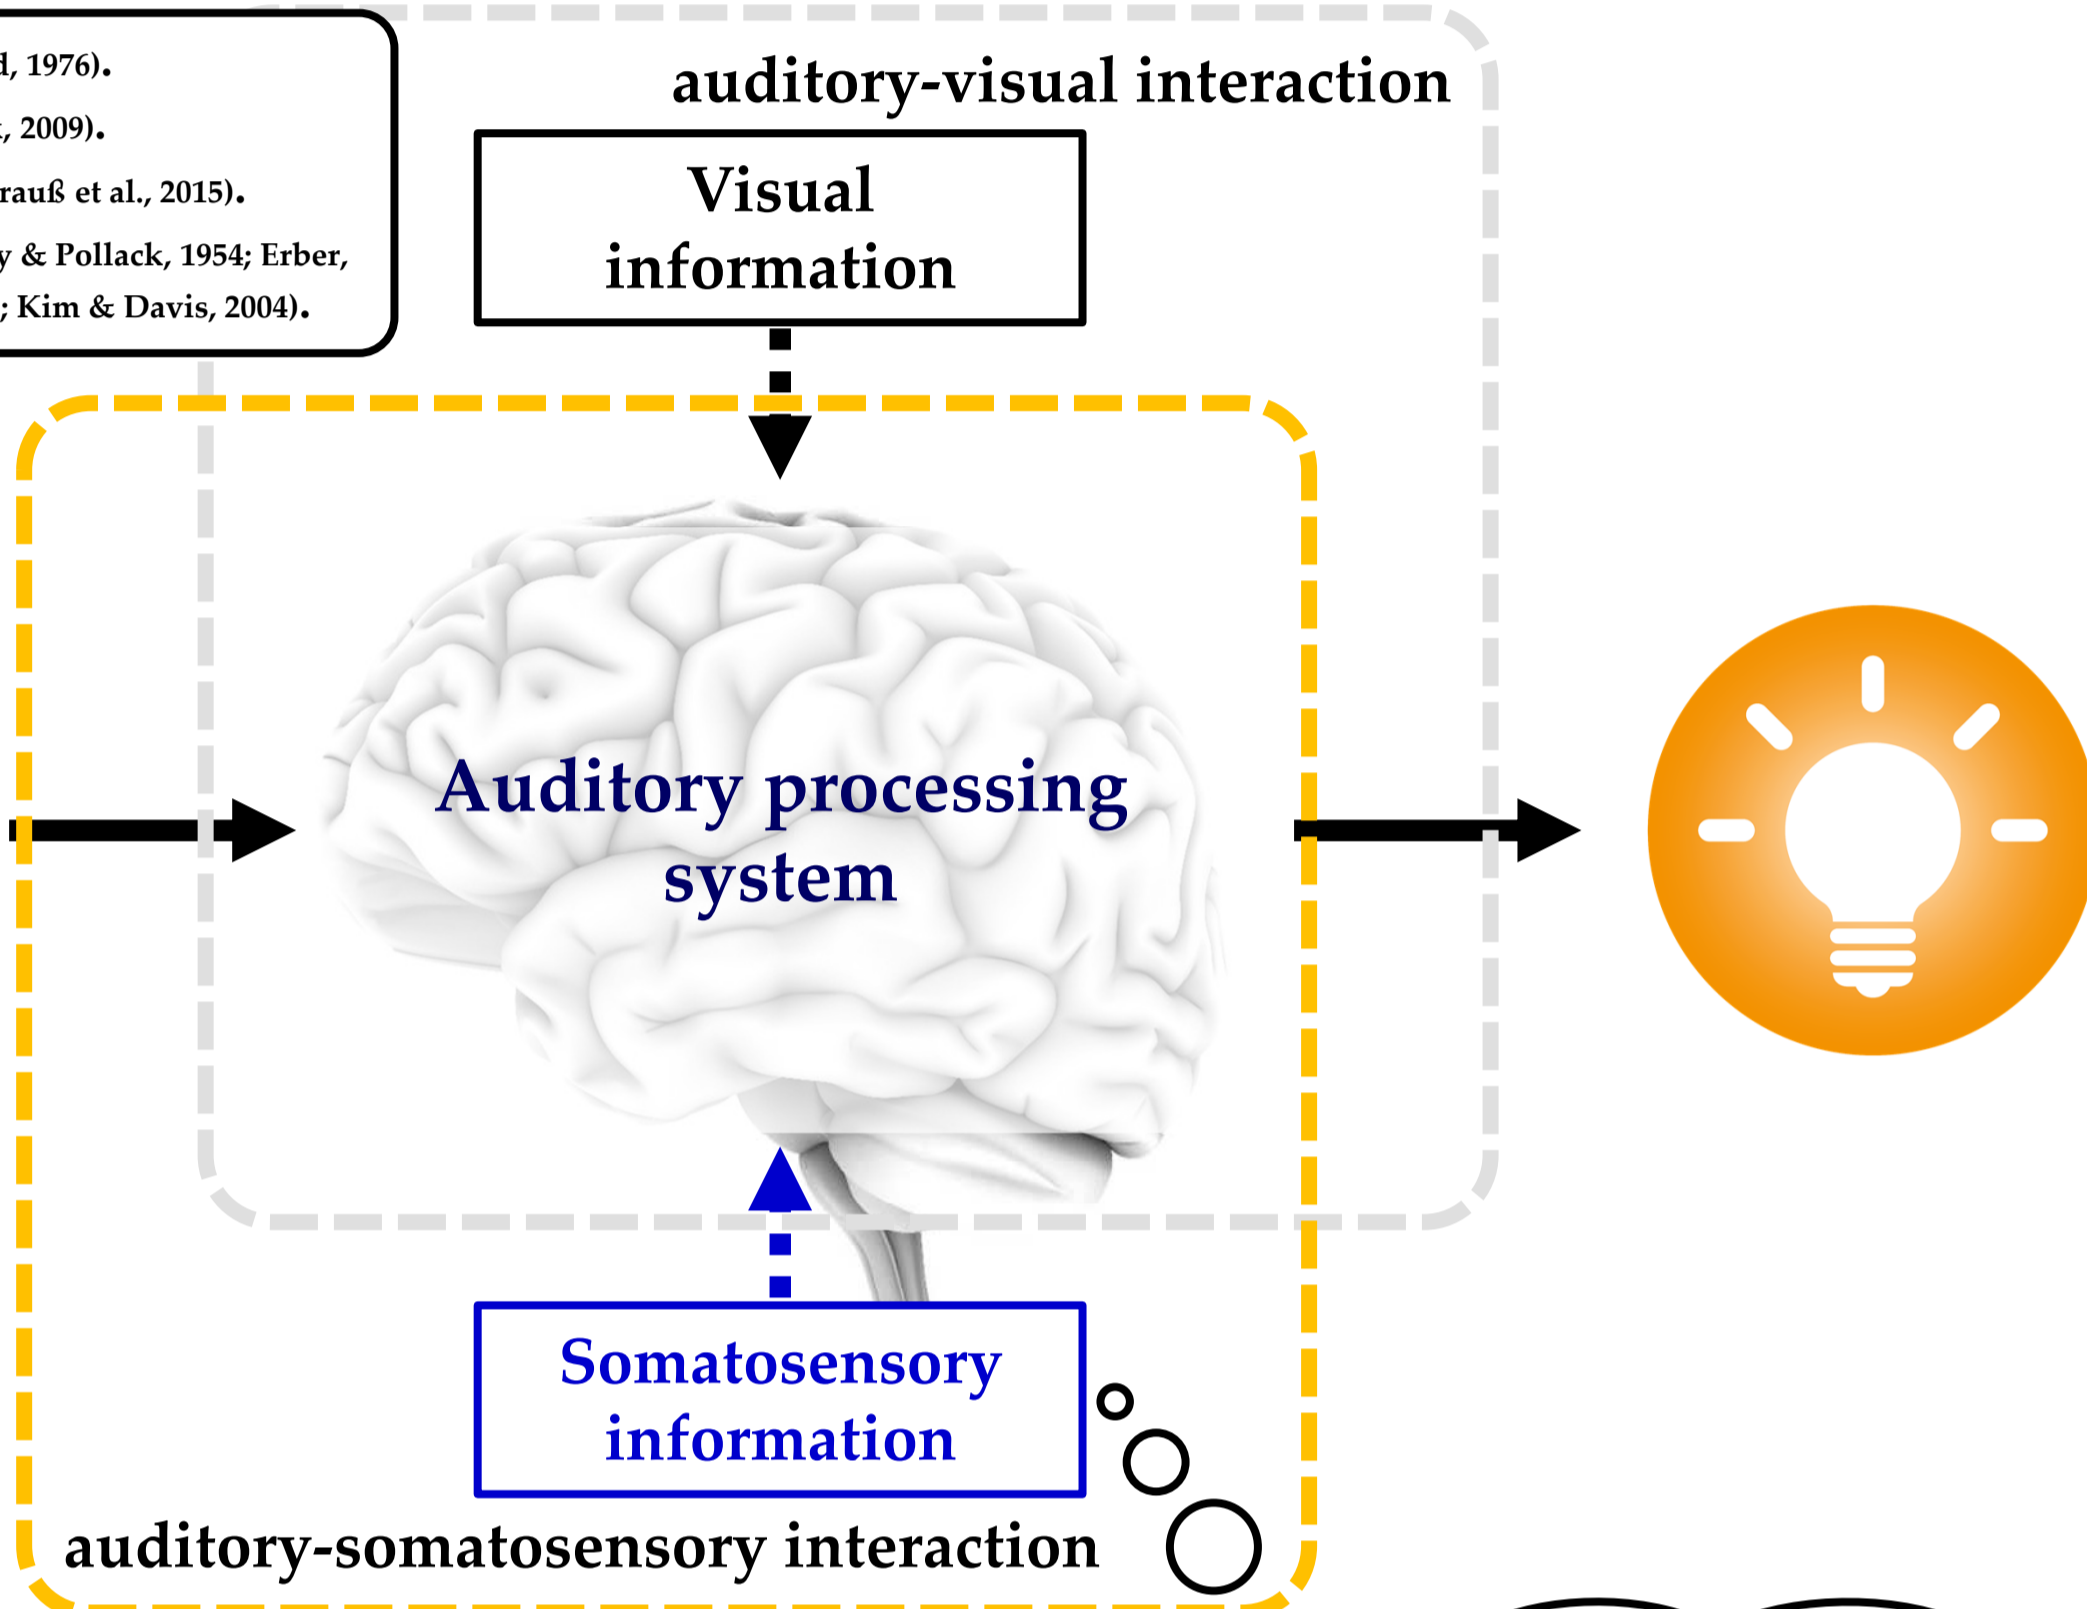 1976).
2009).
et al., 2015).
& Pollack, 1954; Erber,
; Kim & Davis, 2004).
auditory-visual interaction
Visual
information
Auditory processing
system
Somatosensory
information
auditory-somatosensory interaction